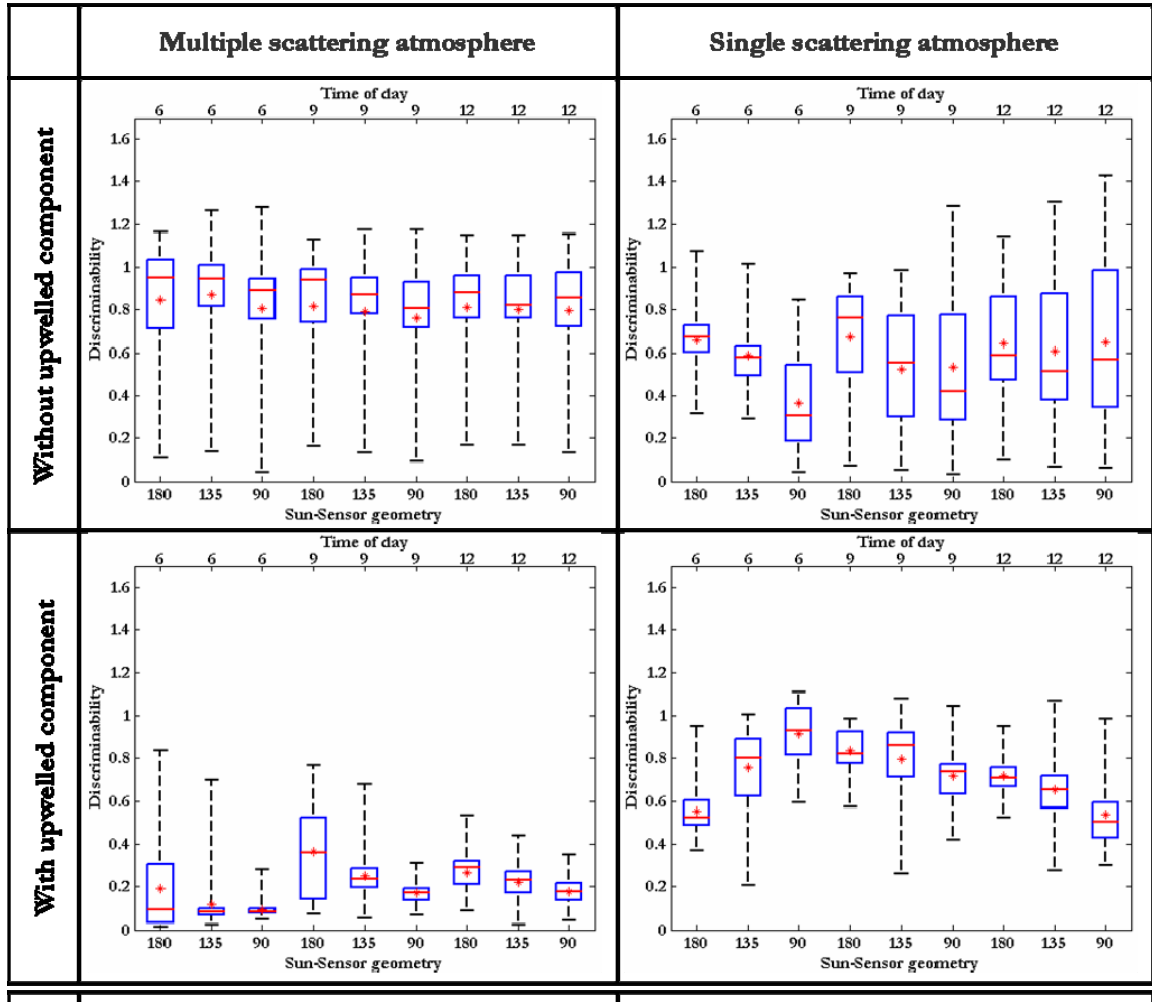 Multiple scattering atmosphere
Single scattering atmosphere
Without upwelled component
Time of day
6 6 6 9 9 9 12 12 12
1.6
1.4
1.2
1
0.8
0.6
0.4
0.2
0
Discriminability
180 135 90 180 135 90 180 135 90
Sun-Sensor geometry
Time of day
6 6 6 9 9 9 12 12 12
1.6
1.4
1.2
1
0.8
0.6
0.4
0.2
0
Discriminability
180 135 90 180 135 90 180 135 90
Sun-Sensor geometry
With upwelled component
Time of day
6 6 6 9 9 9 12 12 12
1.6
1.4
1.2
1
0.8
0.6
0.4
0.2
0
Discriminability
180 135 90 180 135 90 180 135 90
Sun-Sensor geometry
Time of day
6 6 6 9 9 9 12 12 12
1.6
1.4
1.2
1
0.8
0.6
0.4
0.2
0
Discriminability
180 135 90 180 135 90 180 135 90
Sun-Sensor geometry